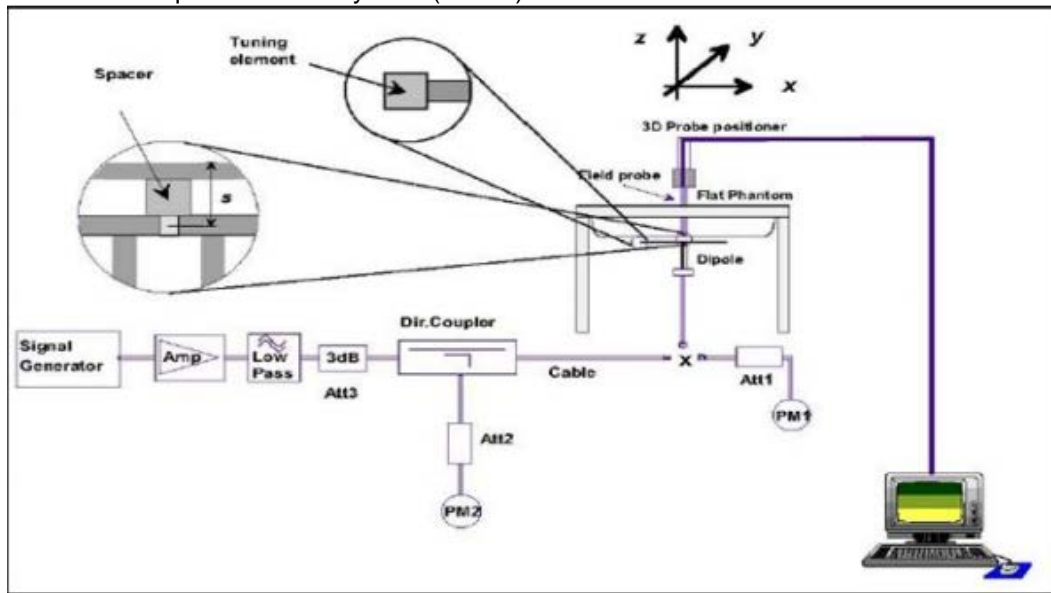 Tuning
element
Spacer
s
z
y
x
3D Probe positioner
Field probe
Flat Phantom
Dipole
Dir.Coupler
Signal
Generator
Amp
Low
Pass
3dB
Att3
Cable
x
Att1
PM1
Att2
PM2